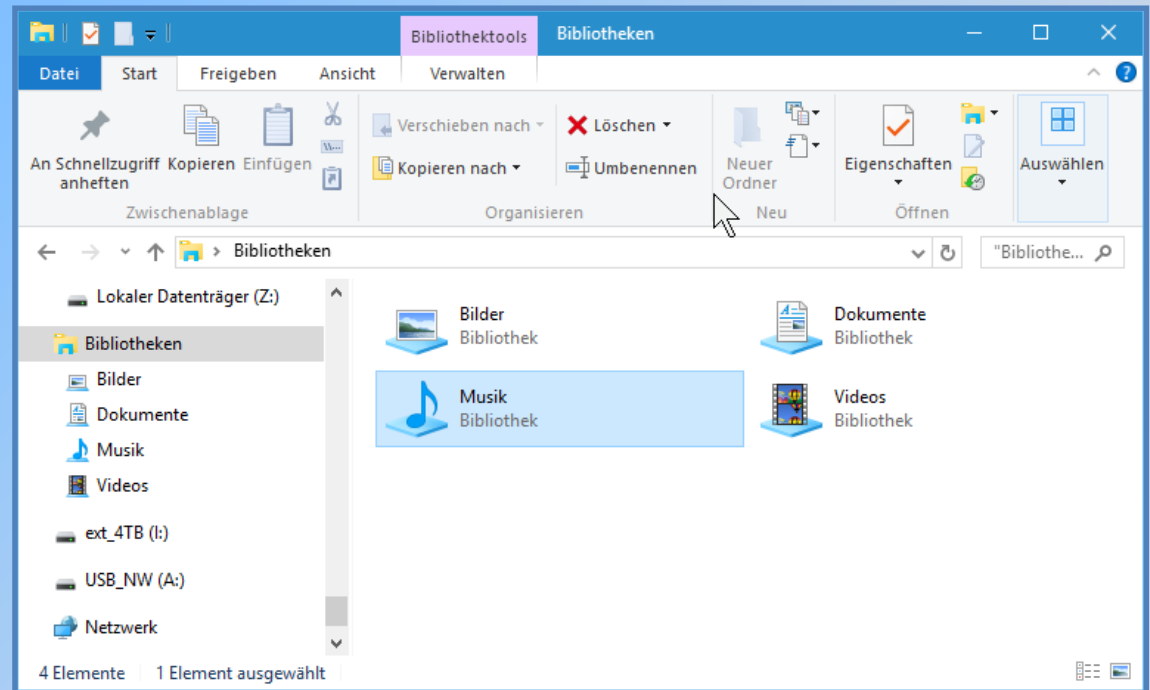 Bibliothektools Bibliotheken
Datei Start Freigeben Ansicht Verwalten
An Schnellzugriff anheften
Kopieren
Einfügen
Zwischenablage
Verschieben nach
Kopieren nach
Löschen
Umbenennen
Organisieren
Neuer Ordner
Neu
Eigenschaften
Öffnen
Auswählen
Bibliotheken
"Bibliothe...
Lokaler Datenträger (Z:)
Bibliotheken
Bilder
Dokumente
Musik
Videos
ext_4TB (I:)
USB_NW (A:)
Netzwerk
Bilder
Bibliothek
Dokumente
Bibliothek
Musik
Bibliothek
Videos
Bibliothek
4 Elemente 1 Element ausgewählt